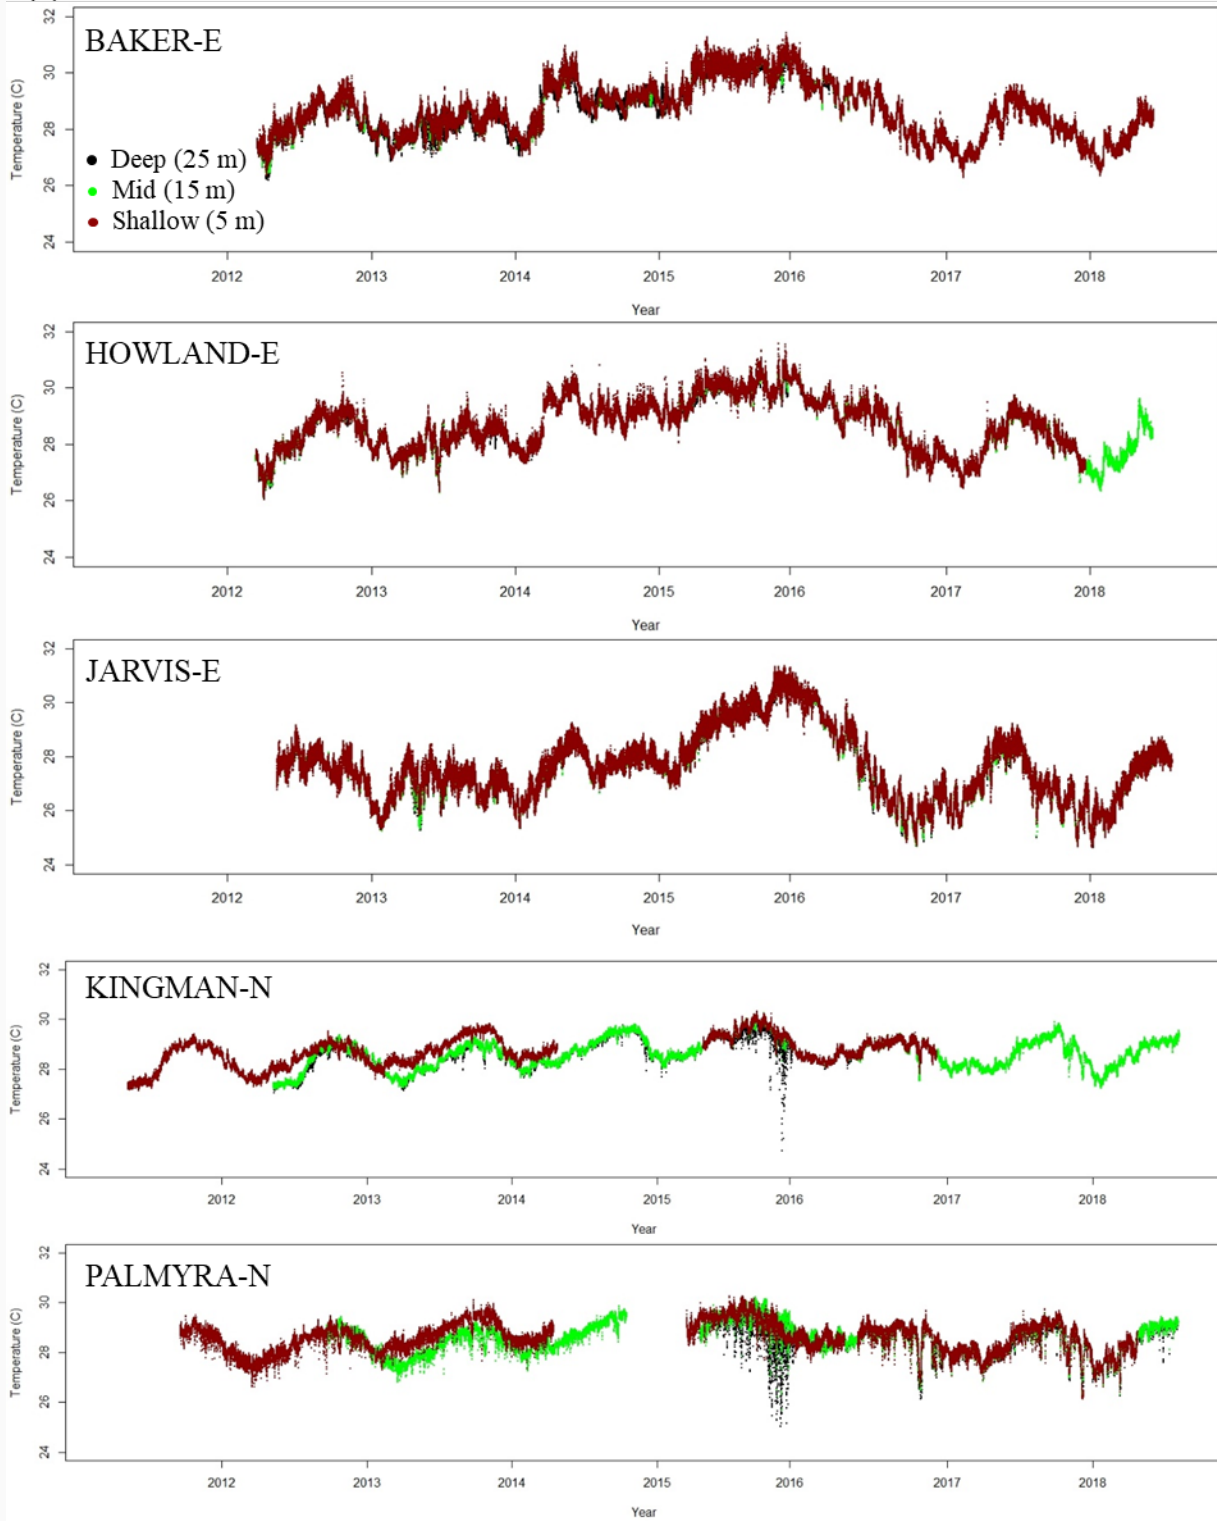 BAKER-E
Temperature (C)
32
30
28
26
24
Deep (25 m)
Mid (15 m)
Shallow (5 m)
2012 2013 2014 2015 2016 2017 2018
Year
HOWLAND-E
Temperature (C)
32
30
28
26
24
2012 2013 2014 2015 2016 2017 2018
Year
JARVIS-E
Temperature (C)
32
30
28
26
24
2012 2013 2014 2015 2016 2017 2018
Year
KINGMAN-N
Temperature (C)
32
30
28
26
24
2012 2013 2014 2015 2016 2017 2018
Year
PALMYRA-N
Temperature (C)
32
30
28
26
24
2012 2013 2014 2015 2016 2017 2018
Year